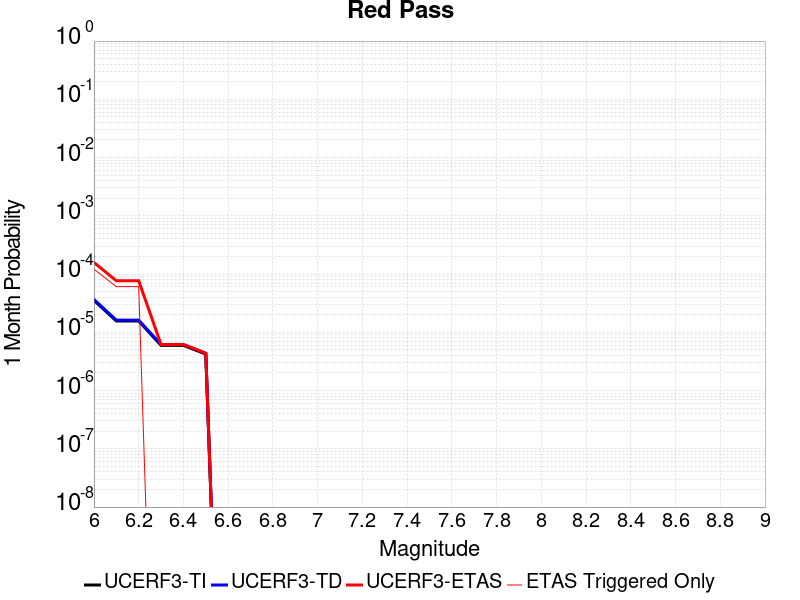 Red Pass
1 Month Probability
10^0
10^-1
10^-2
10^-3
10^-4
10^-5
10^-6
10^-7
10^-8
6 6.2 6.4 6.6 6.8 7 7.2 7.4 7.6 7.8 8 8.2 8.4 8.6 8.8 9
Magnitude
UCERF3-TI UCERF3-TD UCERF3-ETAS ETAS Triggered Only